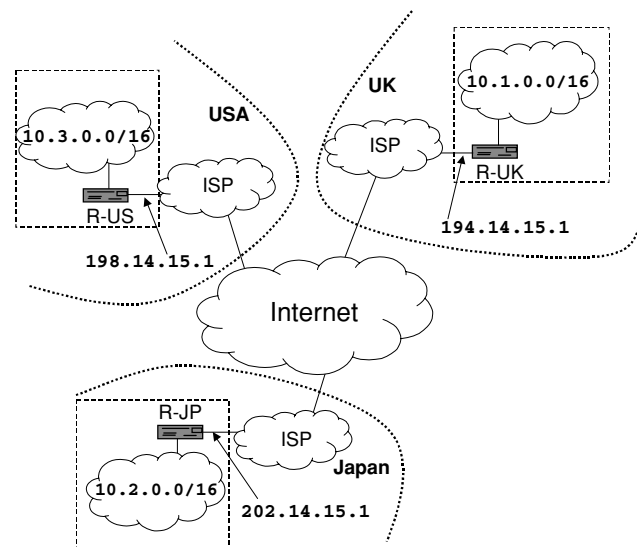 USA
10.3.0.0/16
ISP
R-US
198.14.15.1
UK
10.1.0.0/16
ISP
R-UK
194.14.15.1
Internet
R-JP
ISP
Japan
10.2.0.0/16
202.14.15.1